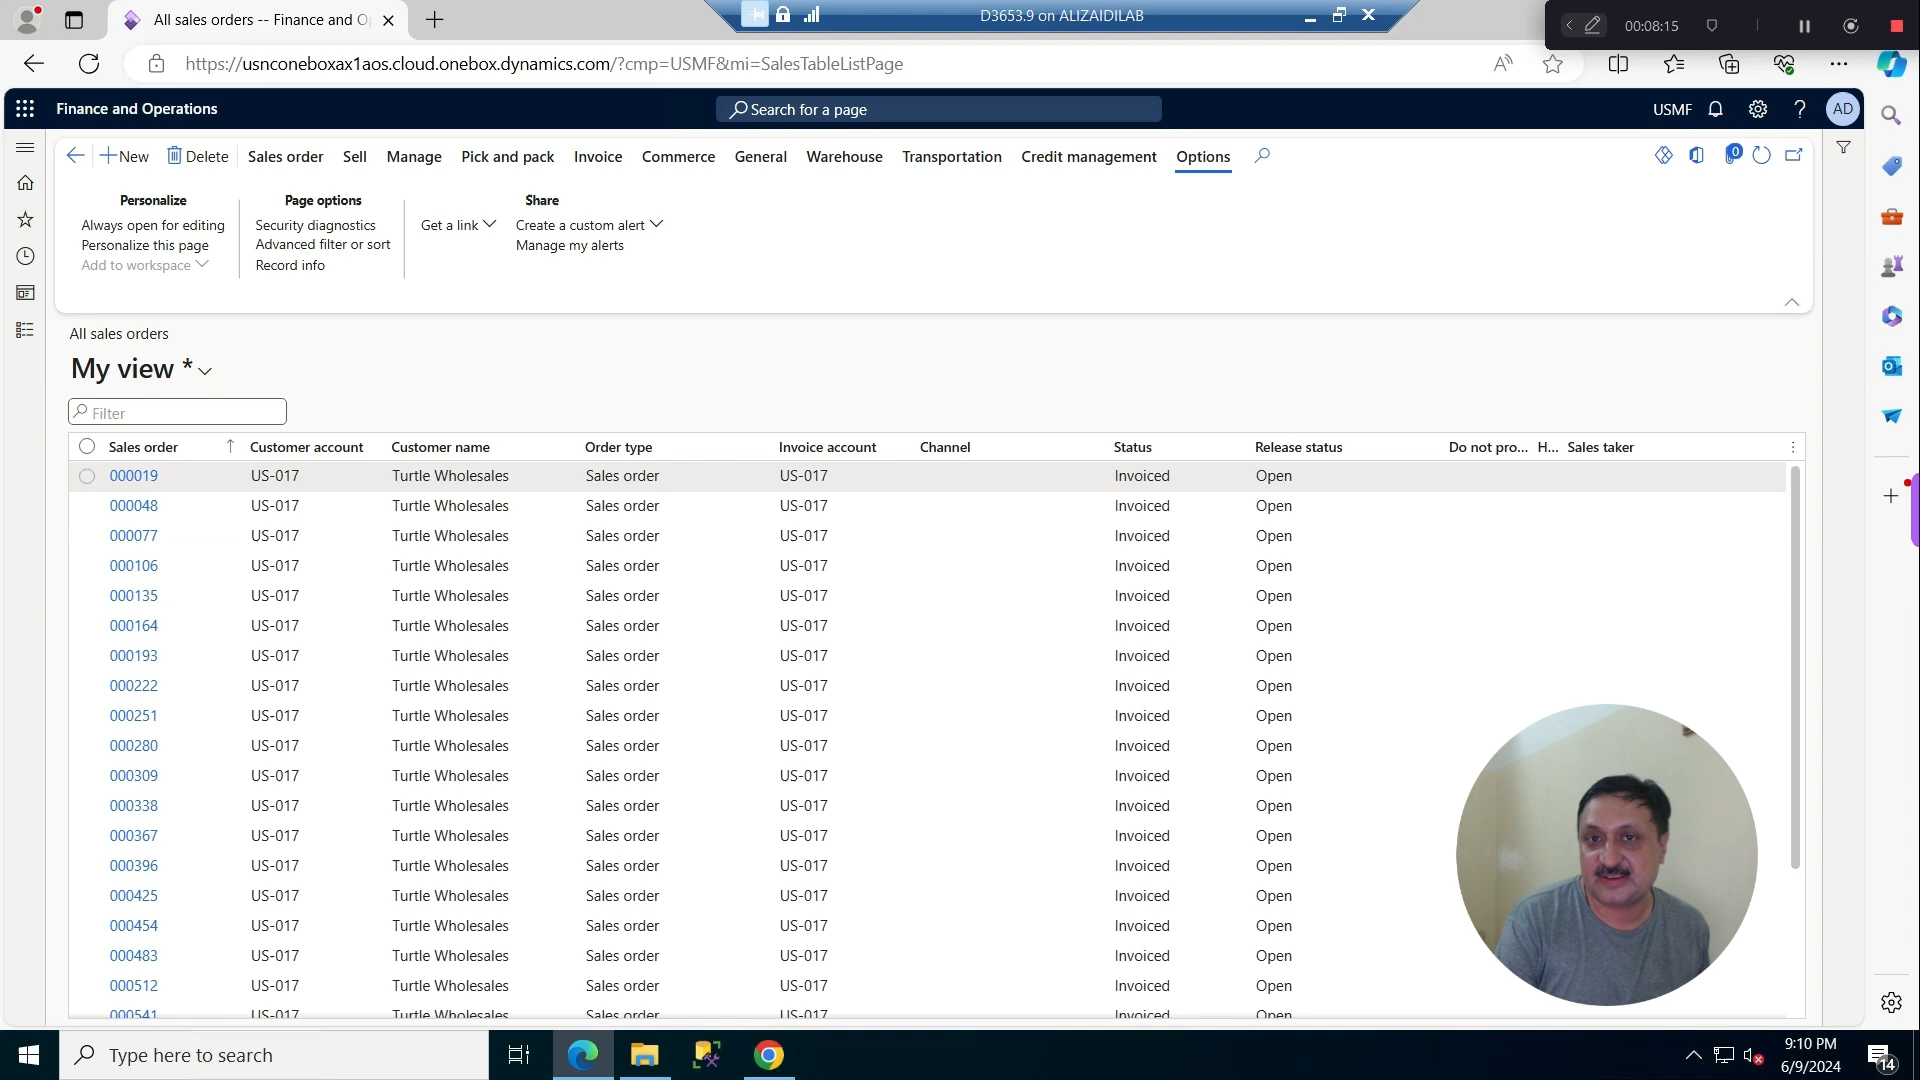 All sales orders -- Finance and O
D3653.9 on ALIZAIDILAB
00:08:15
https://usnconeboxax1aos.cloud.onebox.dynamics.com/?cmp=USMF&mi=SalesTableListPage
Finance and Operations
Search for a page
USMF
AD
New
Delete
Sales order
Sell
Manage
Pick and pack
Invoice
Commerce
General
Warehouse
Transportation
Credit management
Options
0
Personalize
Always open for editing
Personalize this page
Add to workspace
Page options
Security diagnostics
Advanced filter or sort
Record info
Share
Get a link
Create a custom alert
Manage my alerts
All sales orders
My view *
Filter
Sales order Customer account Customer name Order type Invoice account Channel Status Release status Do not pro... H... Sales taker
000019 US-017 Turtle Wholesales Sales order US-017 Invoiced Open
000048 US-017 Turtle Wholesales Sales order US-017 Invoiced Open
000077 US-017 Turtle Wholesales Sales order US-017 Invoiced Open
000106 US-017 Turtle Wholesales Sales order US-017 Invoiced Open
000135 US-017 Turtle Wholesales Sales order US-017 Invoiced Open
000164 US-017 Turtle Wholesales Sales order US-017 Invoiced Open
000193 US-017 Turtle Wholesales Sales order US-017 Invoiced Open
000222 US-017 Turtle Wholesales Sales order US-017 Invoiced Open
000251 US-017 Turtle Wholesales Sales order US-017 Invoiced Open
000280 US-017 Turtle Wholesales Sales order US-017 Invoiced Open
000309 US-017 Turtle Wholesales Sales order US-017 Invoiced Open
000338 US-017 Turtle Wholesales Sales order US-017 Invoiced Open
000367 US-017 Turtle Wholesales Sales order US-017 Invoiced Open
000396 US-017 Turtle Wholesales Sales order US-017 Invoiced Open
000425 US-017 Turtle Wholesales Sales order US-017 Invoiced Open
000454 US-017 Turtle Wholesales Sales order US-017 Invoiced Open
000483 US-017 Turtle Wholesales Sales order US-017 Invoiced Open
000512 US-017 Turtle Wholesales Sales order US-017 Invoiced Open
000541 US-017 Turtle Wholesales Sales order US-017 Invoiced Open
Type here to search
9:10 PM
6/9/2024
14